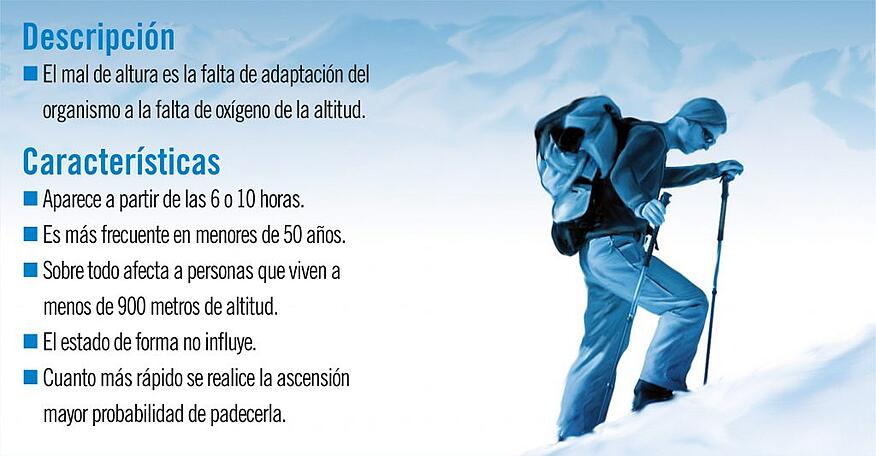 Descripción
■ El mal de altura es la falta de adaptación del
organismo a la falta de oxígeno de la altitud.
Características
■ Aparece a partir de las 6 o 10 horas.
■ Es más frecuente en menores de 50 años.
■ Sobre todo afecta a personas que viven a
menos de 900 metros de altitud.
■ El estado de forma no influye.
■ Cuanto más rápido se realice la ascensión
mayor probabilidad de padecerla.